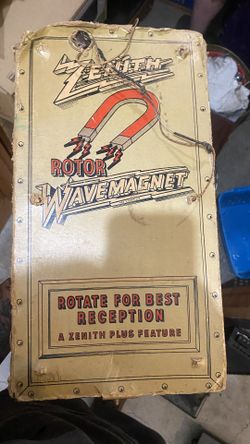 ZENITH
ROTOR
WAVEMAGNET
ROTATE FOR BEST
RECEPTION
A ZENITH PLUS FEATURE